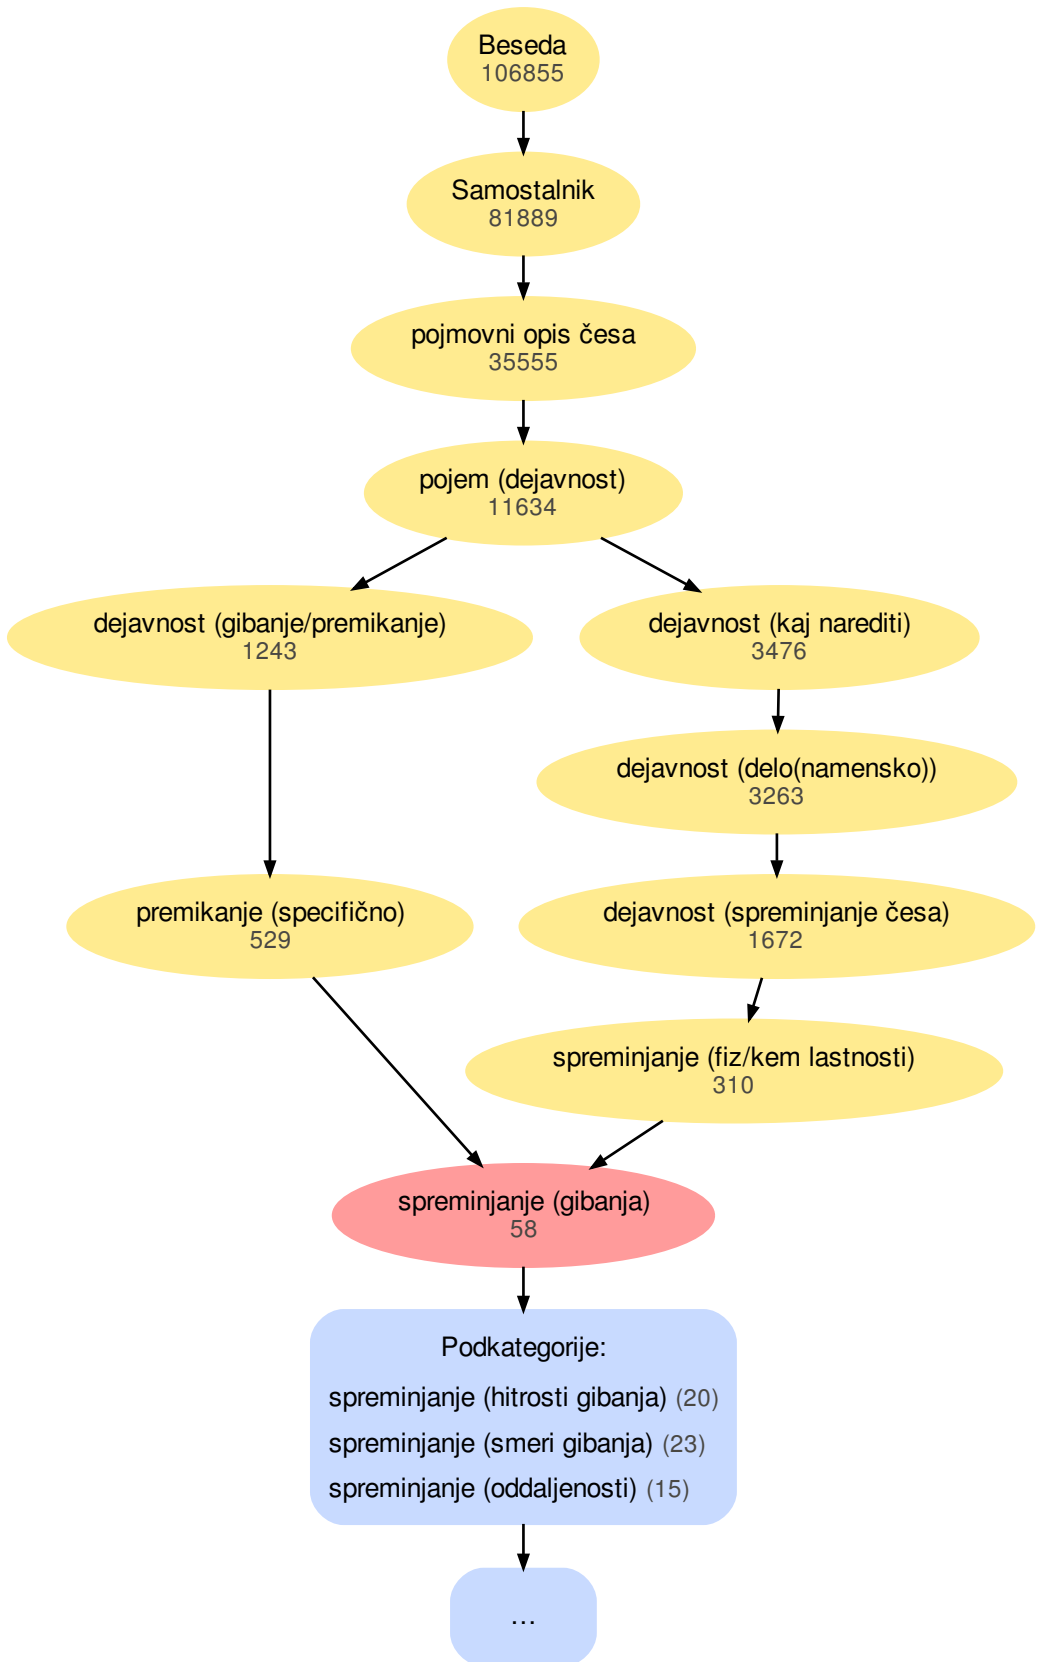 Beseda
106855
Samostalnik
81889
pojmovni opis česa
35555
pojem (dejavnost)
11634
dejavnost (gibanje/premikanje)
1243
dejavnost (kaj narediti)
3476
dejavnost (delo(namensko))
3263
premikanje (specifično)
529
dejavnost (spreminjanje česa)
1672
spreminjanje (fiz/kem lastnosti)
310
spreminjanje (gibanja)
58
Podkategorije:
spreminjanje (hitrosti gibanja) (20)
spreminjanje (smeri gibanja) (23)
spreminjanje (oddaljenosti) (15)
...